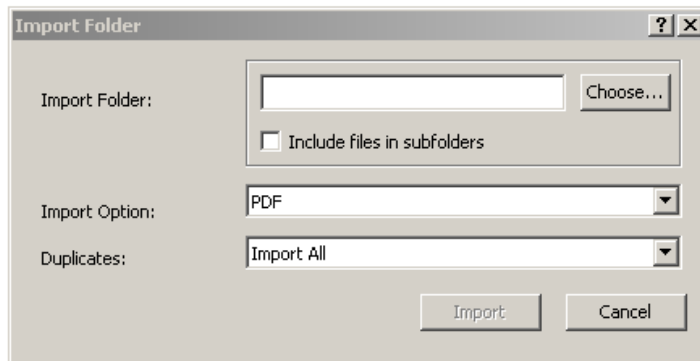 Import Folder
Import Folder:
Choose...
Include files in subfolders
Import Option:
PDF
Duplicates:
Import All
Import
Cancel